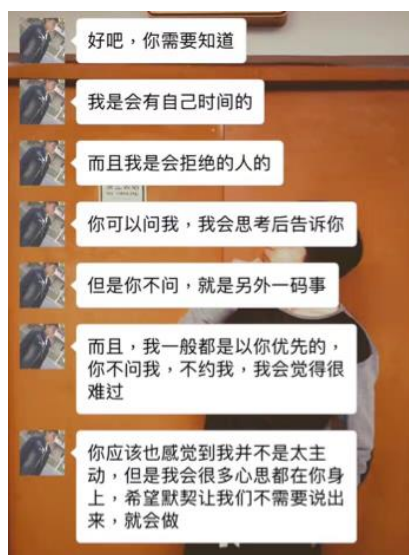 好吧，你需要知道
我是会有自己时间的
而且我是会拒绝的人的
你可以问我，我会思考后告诉你
但是你不问，就是另外一码事
而且，我一般都是以你优先的，
你不问我，不约我，我会觉得很
难过
你应该也感觉到我并不是太主
动，但是我会很多心思都在你身
上，希望默契让我们不需要说出
来，就会做